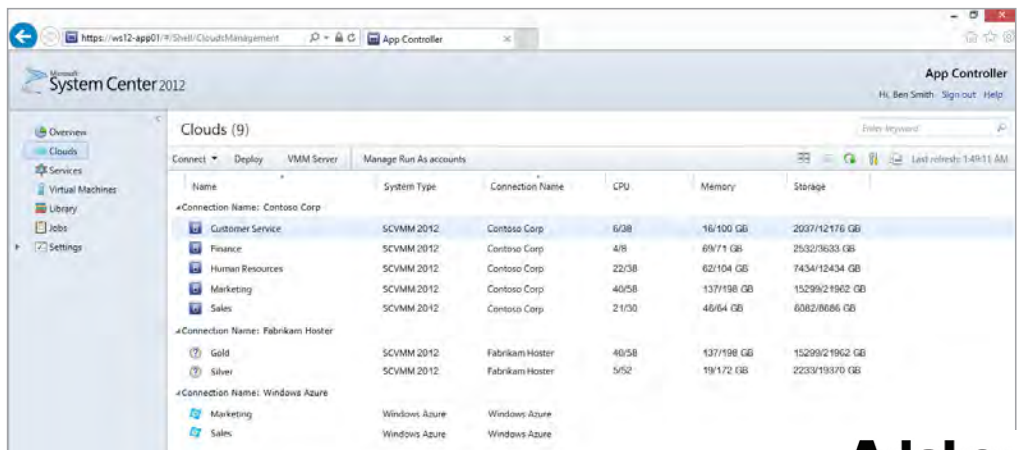 https://ws12-app01/#/Shell/CloudsManagement
App Controller
Microsoft
System Center 2012
App Controller
Hi, Ben Smith Sign out Help
Overview
Clouds
Services
Virtual Machines
Library
Jobs
Settings
Clouds (9)
Enter keyword
Connect Deploy VMM Server Manage Run As accounts
Last refresh: 1:49:11 AM
Name System Type Connection Name CPU Memory Storage
Connection Name: Contoso Corp
Customer Service SCVMM 2012 Contoso Corp 6/38 16/100 GB 2037/12176 GB
Finance SCVMM 2012 Contoso Corp 4/8 69/71 GB 2532/3633 GB
Human Resources SCVMM 2012 Contoso Corp 22/38 62/104 GB 7434/12434 GB
Marketing SCVMM 2012 Contoso Corp 40/58 137/198 GB 15299/21962 GB
Sales SCVMM 2012 Contoso Corp 21/30 46/64 GB 6082/8686 GB
Connection Name: Fabrikam Hoster
Gold SCVMM 2012 Fabrikam Hoster 40/58 137/198 GB 15299/21962 GB
Silver SCVMM 2012 Fabrikam Hoster 5/52 19/172 GB 2233/19370 GB
Connection Name: Windows Azure
Marketing Windows Azure Windows Azure
Sales Windows Azure Windows Azure